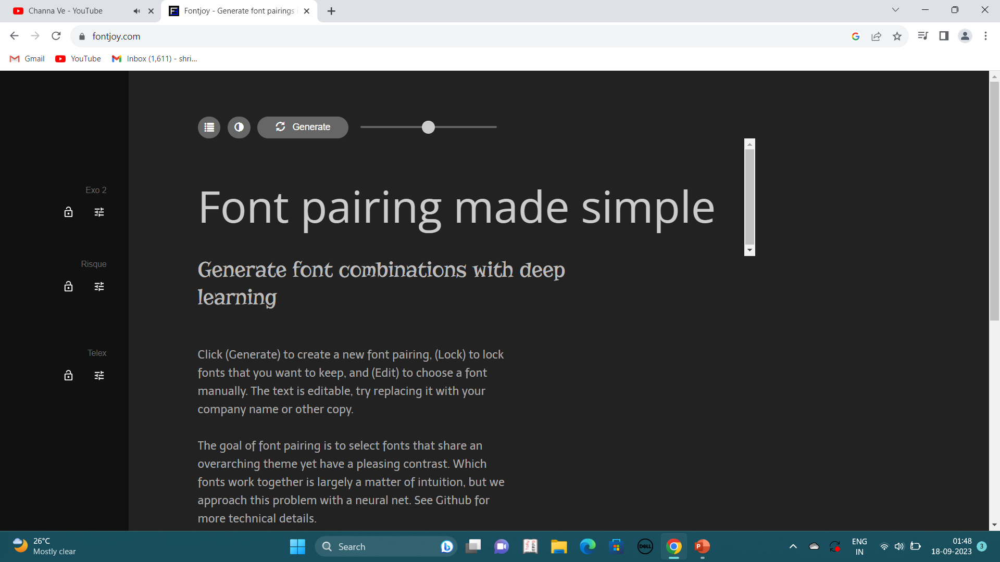 Channa Ve - YouTube
Fontjoy - Generate font pairings
fontjoy.com
Gmail
YouTube
Inbox (1,611) - shri...
Generate
Exo 2
Font pairing made simple
Risque
Generate font combinations with deep
learning
Telex
Click (Generate) to create a new font pairing, (Lock) to lock
fonts that you want to keep, and (Edit) to choose a font
manually. The text is editable, try replacing it with your
company name or other copy.
The goal of font pairing is to select fonts that share an
overarching theme yet have a pleasing contrast. Which
fonts work together is largely a matter of intuition, but we
approach this problem with a neural net. See Github for
more technical details.
26°C
Mostly clear
Search
Tally ERP9
DELL
P
ENG
IN
01:48
18-09-2023
3